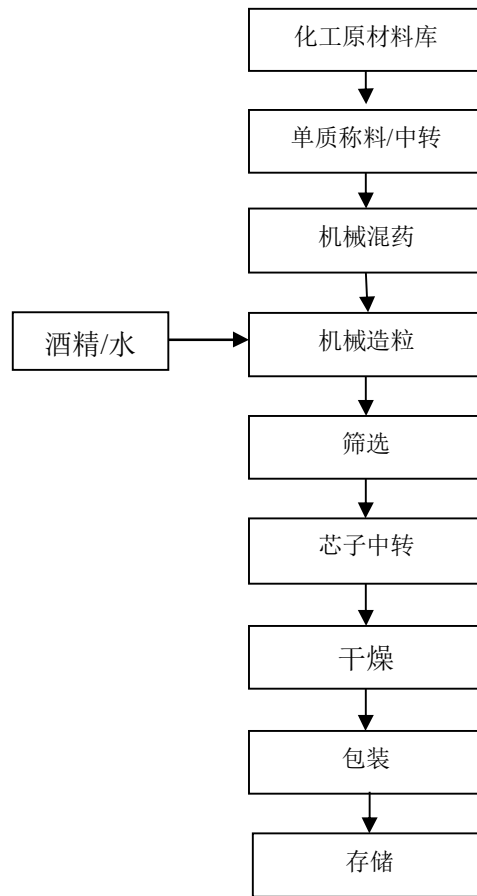 化工原材料库
单质称料/中转
机械混药
酒精/水
机械造粒
筛选
芯子中转
干燥
包装
存储